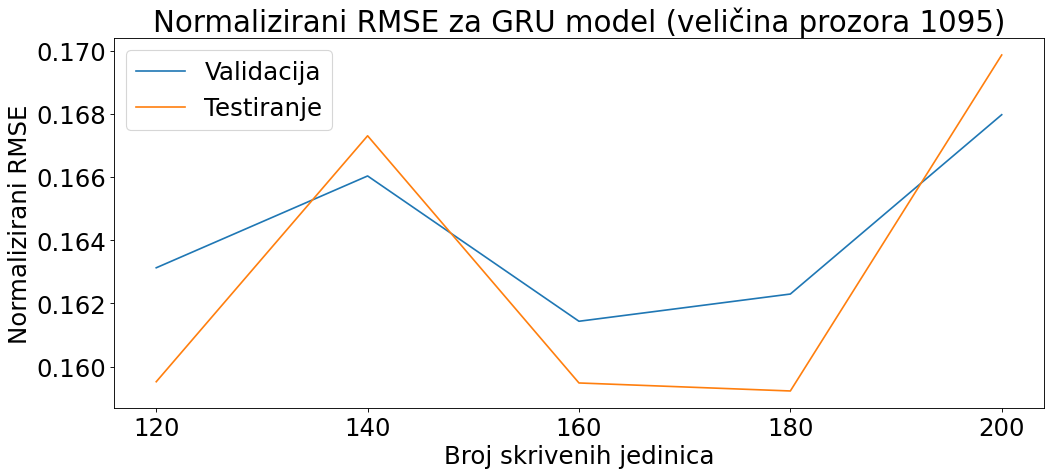 Normalizirani RMSE za GRU model (veličina prozora 1095)
Validacija
Testiranje
Normalizirani RMSE
0.170
0.168
0.166
0.164
0.162
0.160
120 140 160 180 200
Broj skrivenih jedinica